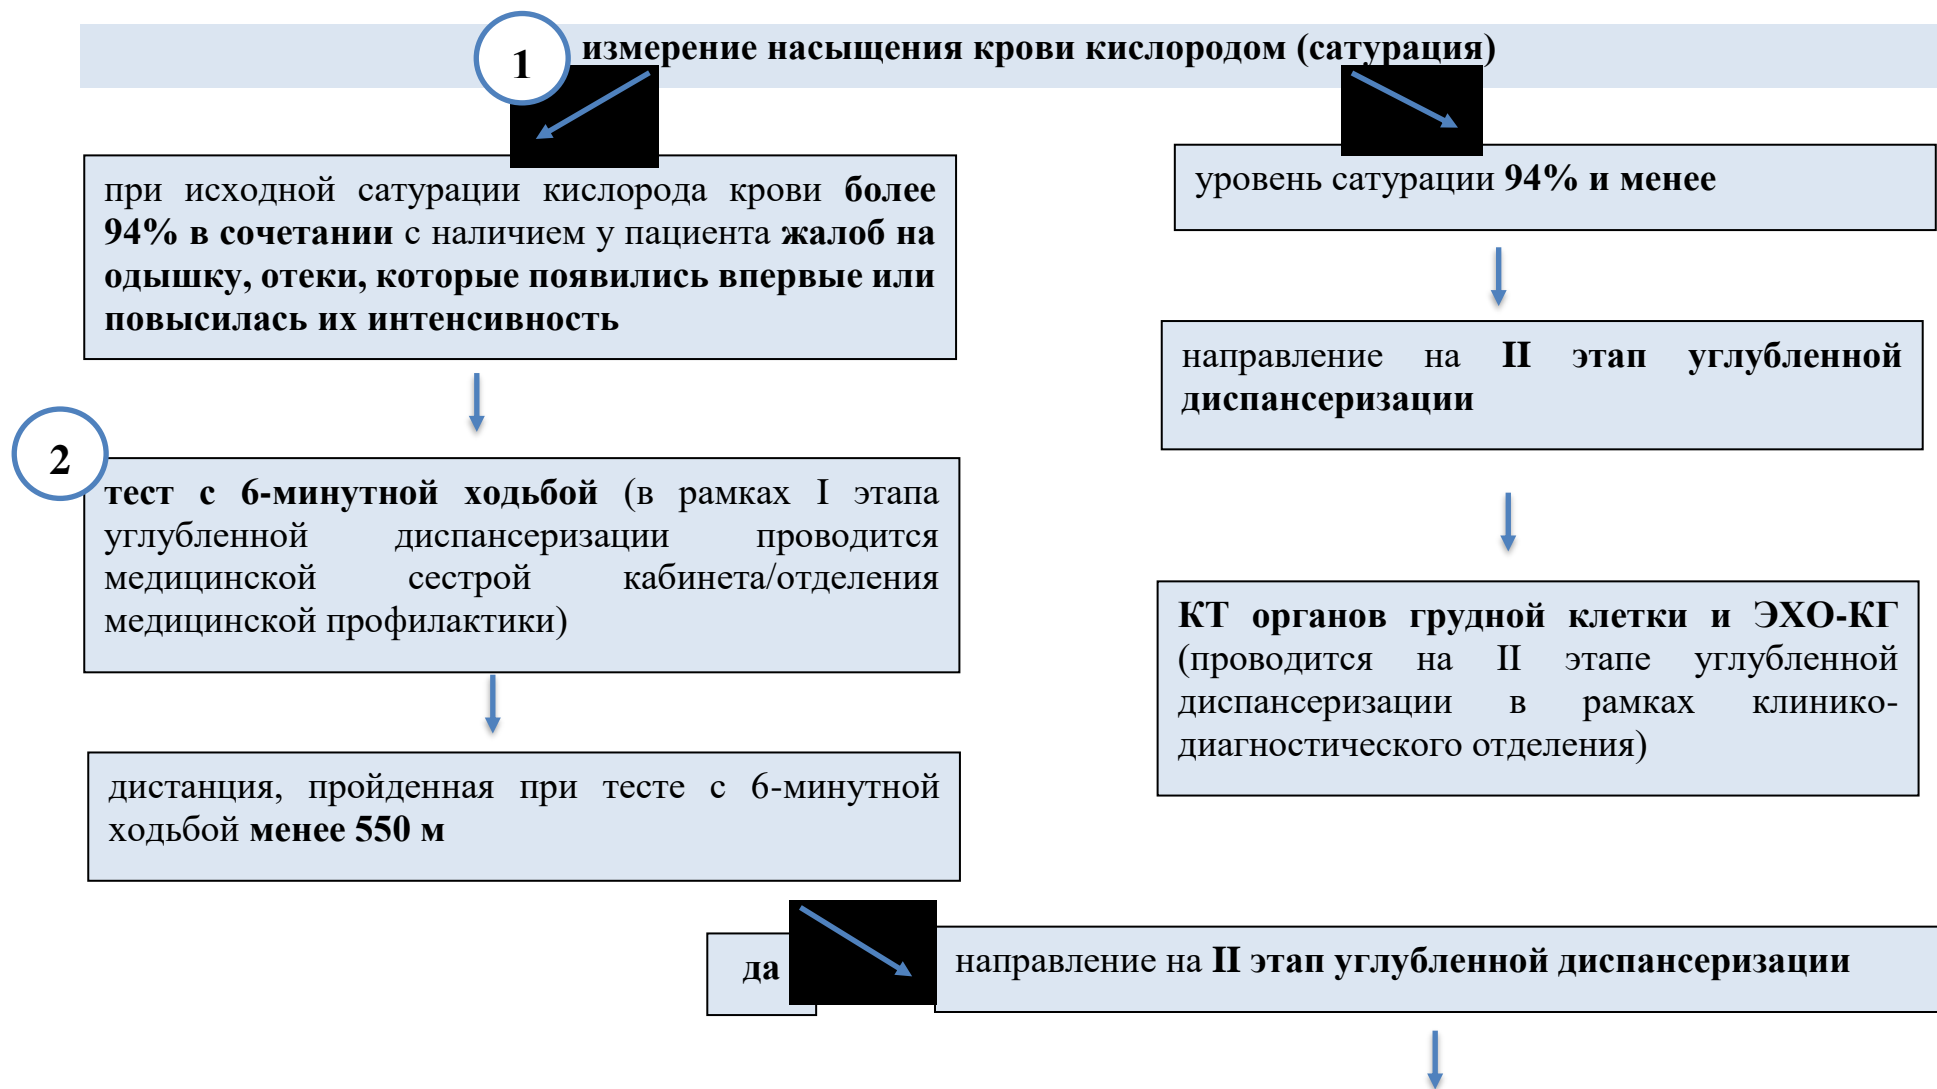 1
измерение насыщения крови кислородом (сатурация)
при исходной сатурации кислорода крови более
94% в сочетании с наличием у пациента жалоб на
одышку, отеки, которые появились впервые или
повысилась их интенсивность
уровень сатурации 94% и менее
направление на II этап углубленной
диспансеризации
2
тест с 6-минутной ходьбой (в рамках I этапа
углубленной диспансеризации проводится
медицинской сестрой кабинета/отделения
медицинской профилактики)
КТ органов грудной клетки и ЭХО-КГ
(проводится на II этапе углубленной
диспансеризации в рамках клинико-
диагностического отделения)
дистанция, пройденная при тесте с 6-минутной
ходьбой менее 550 м
да
направление на II этап углубленной диспансеризации